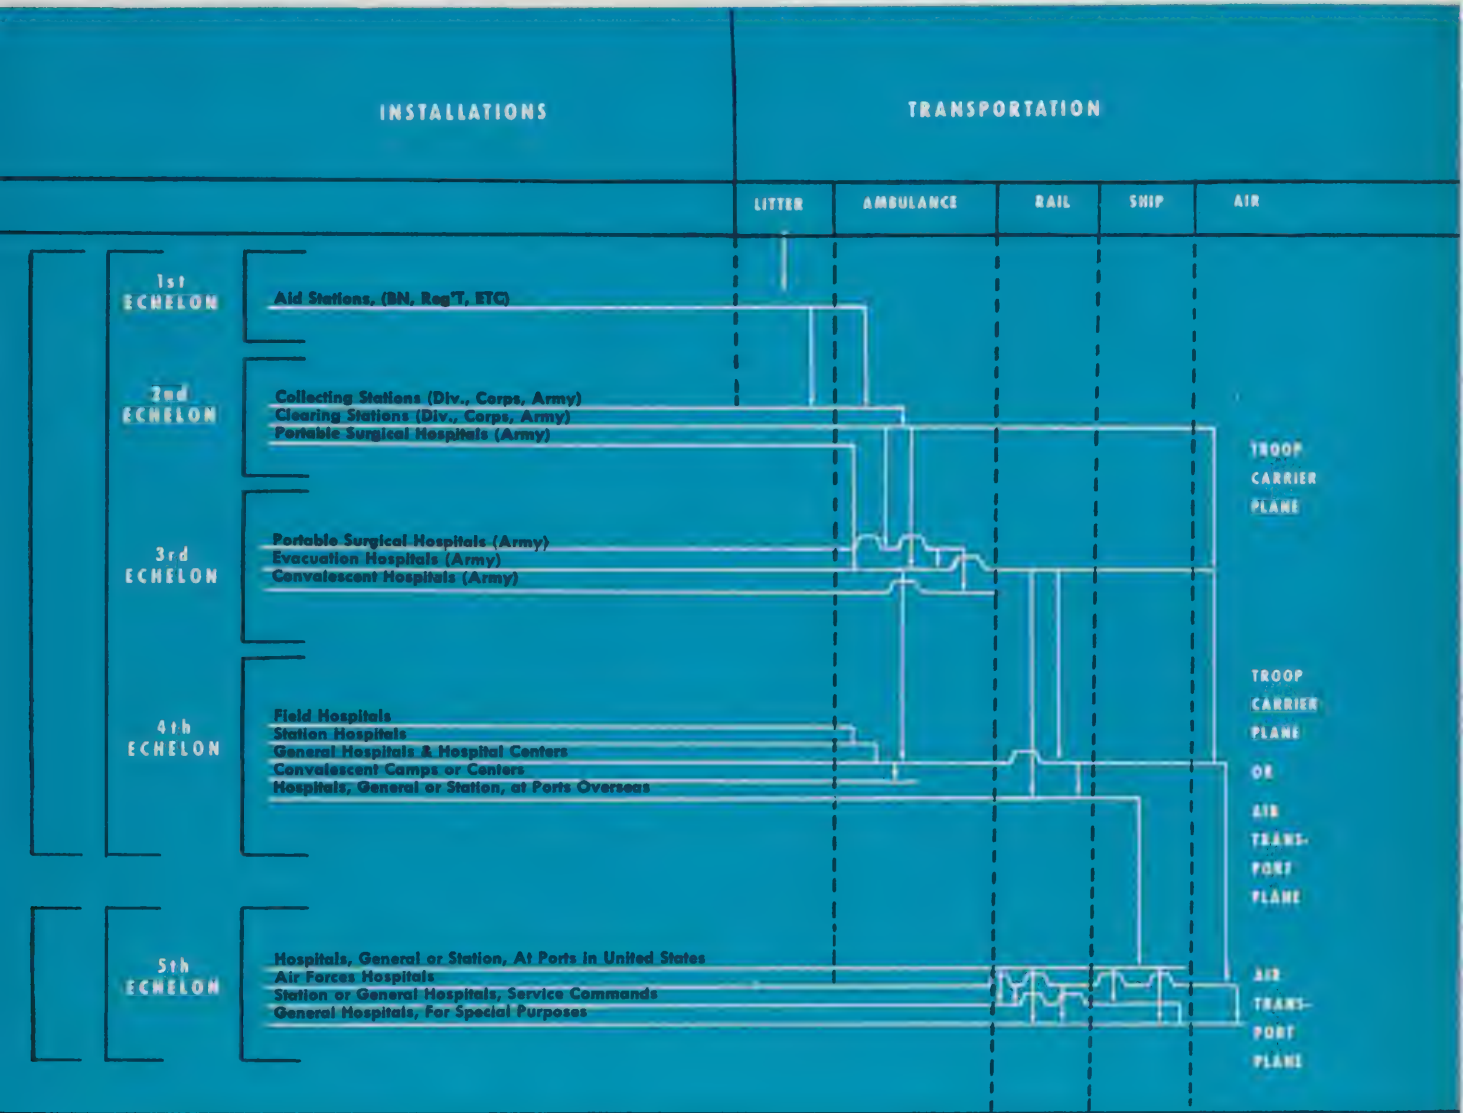 INSTALLATIONS
TRANSPORTATION
LITTER
AMBULANCE
RAIL
SHIP
AIR
1st
ECHELON
Aid Stations, (BN, Reg'T, ETC)
2nd
ECHELON
Collecting Stations (Div., Corps, Army)
Clearing Stations (Div., Corps, Army)
Portable Surgical Hospitals (Army)
TROOP
CARRIER
PLANE
3rd
ECHELON
Portable Surgical Hospitals (Army)
Evacuation Hospitals (Army)
Convalescent Hospitals (Army)
4th
ECHELON
Field Hospitals
Station Hospitals
General Hospitals & Hospital Centers
Convalescent Camps or Centers
Hospitals, General or Station, at Ports Overseas
TROOP
CARRIER
PLANE
OR
AIR
TRANS-
PORT
PLANE
5th
ECHELON
Hospitals, General or Station, At Ports in United States
Air Forces Hospitals
Station or General Hospitals, Service Commands
General Hospitals, For Special Purposes
AIR
TRANS-
PORT
PLANE